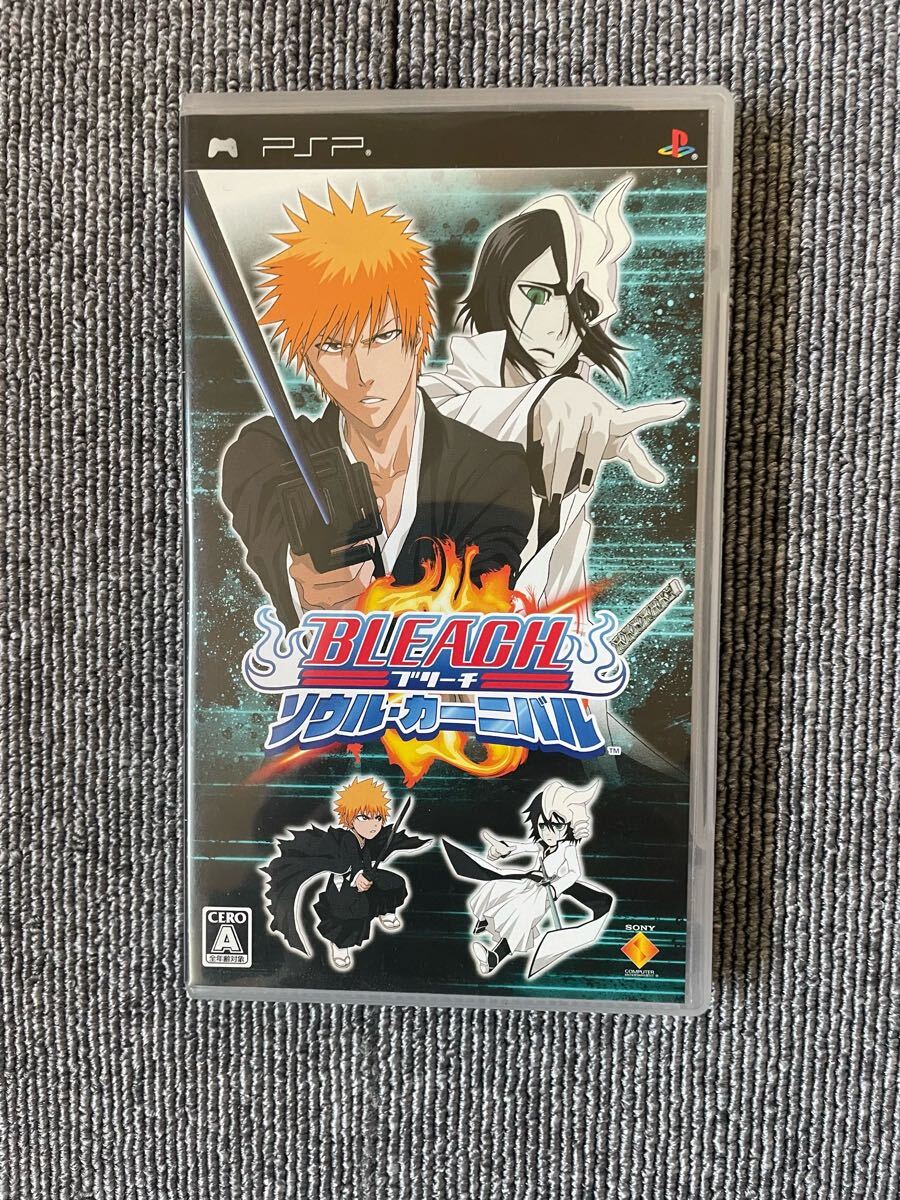 PSP®
BLEACH
ブリーチ
ソウル・カーニバル
TM
CERO
A
全年齢対象
SONY
COMPUTER
ENTERTAINMENT ®